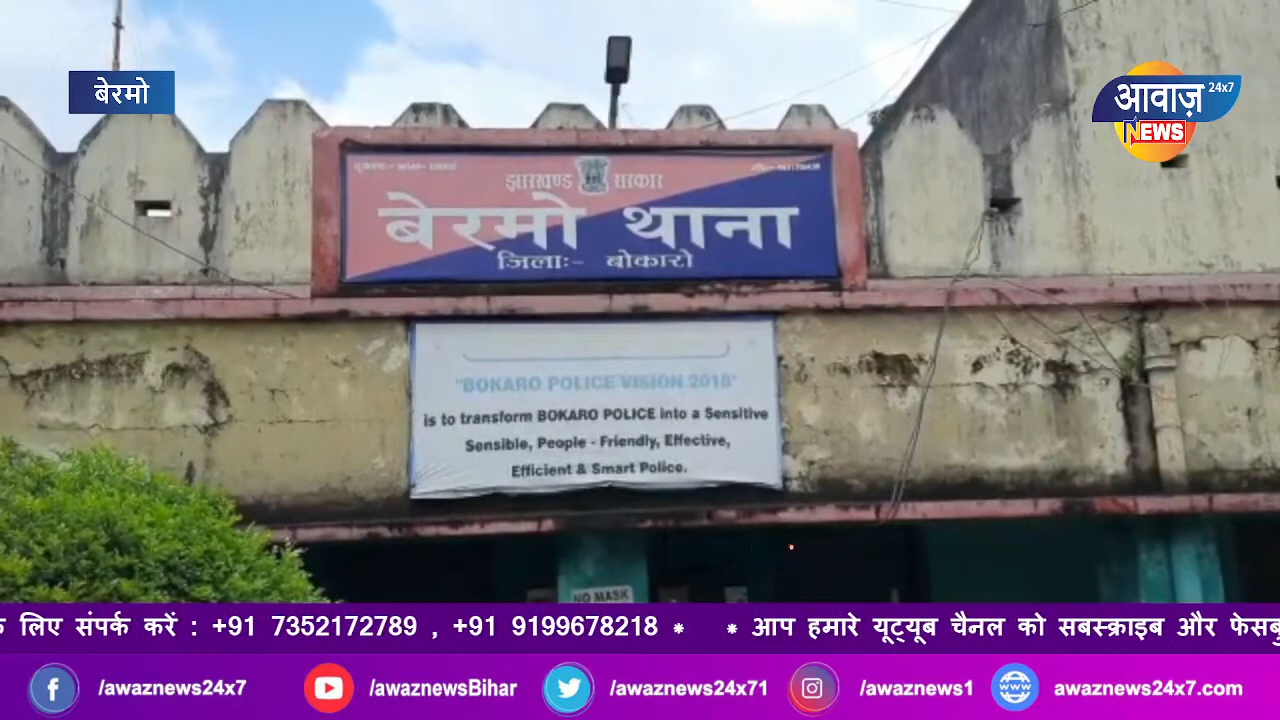 बेरमो
आवाज़ 24x7
NEWS
झारखण्ड सरकार
बेरमो थाना
जिलाः- बोकारो
"BOKARO POLICE VISION 2018"
is to transform BOKARO POLICE into a Sensitive
Sensible, People - Friendly, Effective,
Efficient & Smart Police.
NO MASK
लिए संपर्क करें : +91 7352172789 , +91 9199678218 * * आप हमारे यूट्यूब चैनल को सबस्क्राइब और
/awaznews24x7 /awaznewsBihar /awaznews24x71 /awaznews1 awaznews24x7.com